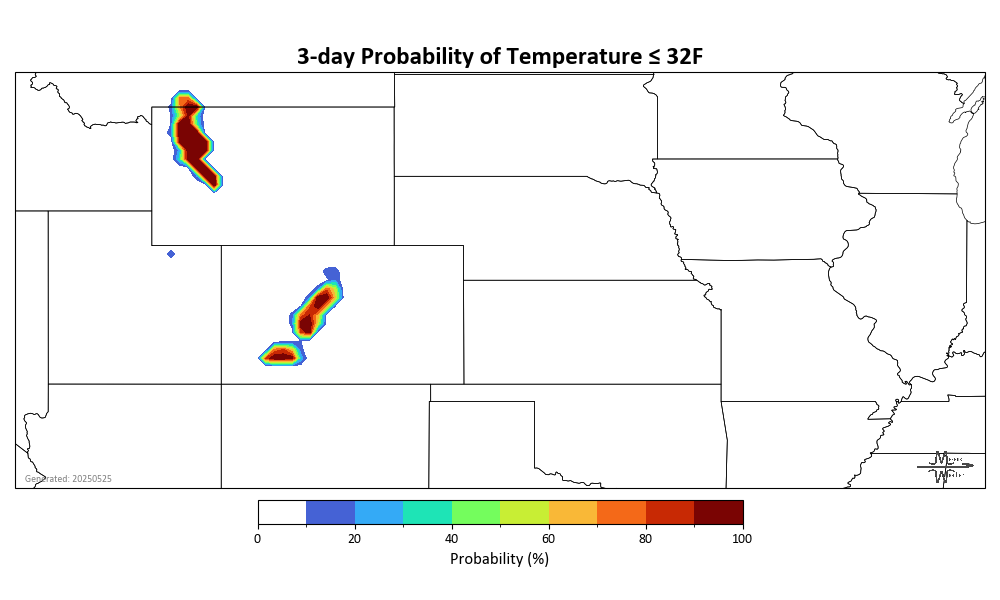 3-day Probability of Temperature ≤ 32F
Generated: 20250525
0 20 40 60 80 100
Probability (%)